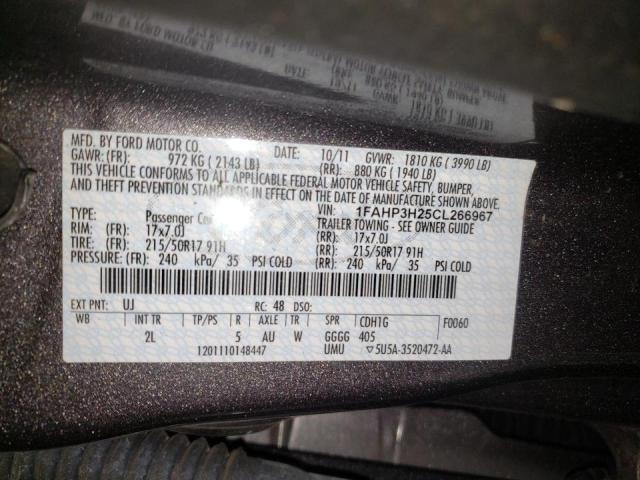 MFD. BY FORD MOTOR CO.
DATE: 10/11 GVWR: 1810 KG ( 3990 LB)
GAWR: (FR) 972 KG ( 2143 LB) (RR): 880 KG ( 1940 LB)
THIS VEHICLE CONFORMS TO ALL APPLICABLE FEDERAL MOTOR VEHICLE SAFETY, BUMPER,
AND THEFT PREVENTION STANDARDS IN EFFECT ON THE DATE OF MANUFACTURE SHOWN ABOVE.
VIN: 1FAHP3H25CL266967
TYPE: Passenger TRAILER TOWING - SEE OWNER GUIDE
RIM: (FR) 17x7.0J (RR): 17x7.0J
TIRE: (FR) 215/50R17 91H (RR): 215/50R17 91H
PRESSURE: (FR) 240 kPa/ 35 PSI COLD (RR): 240 kPa/ 35 PSI COLD
EXT PNT: UJ RC: 48 DSO:
WB INT TR TP/PS R AXLE TR SPR CDH1G F0060
2L 5 AU W GGGG 405
1201110148447 UMU ▽5U5A-3520472-AA